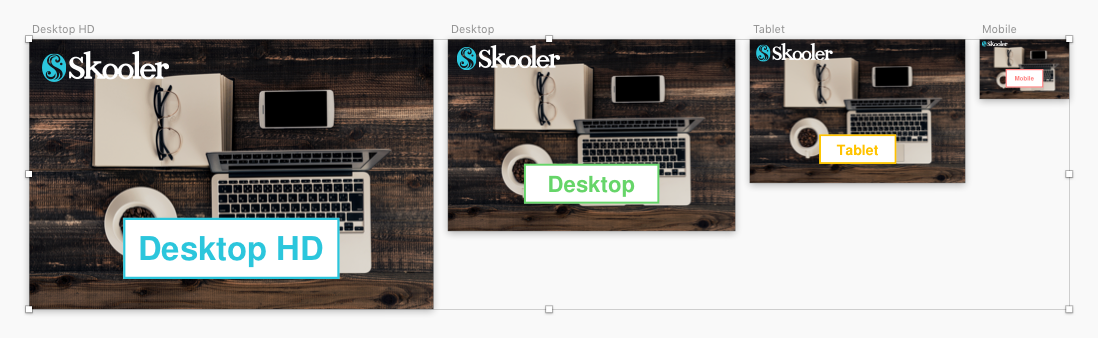 Desktop HD
Desktop
Tablet
Mobile
Skooler
Skooler
Skooler
Skooler
Desktop HD
Desktop
Tablet
Mobile